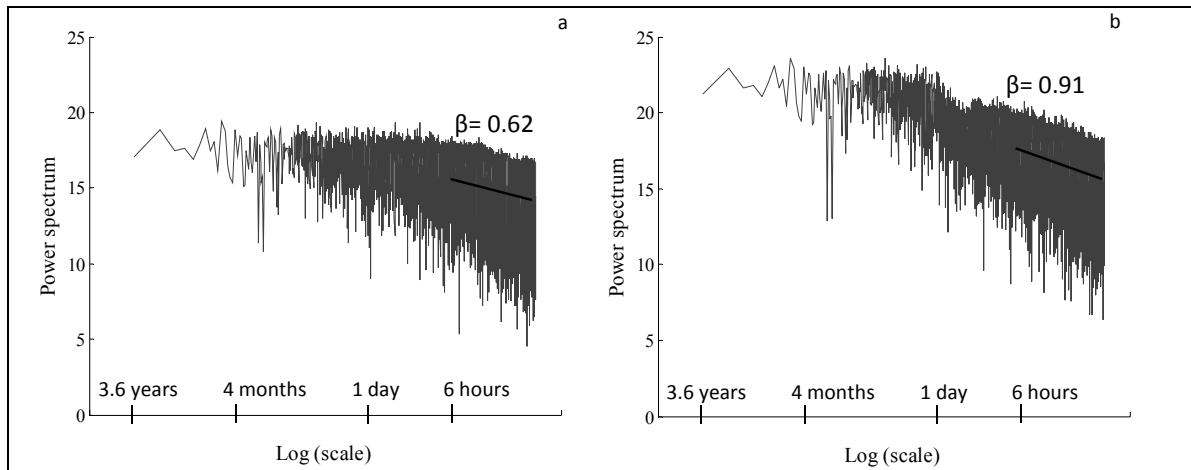 a
25
20
15
10
5
0
Power spectrum
β= 0.62
3.6 years 4 months 1 day 6 hours
Log (scale)
b
25
20
15
10
5
0
Power spectrum
β= 0.91
3.6 years 4 months 1 day 6 hours
Log (scale)